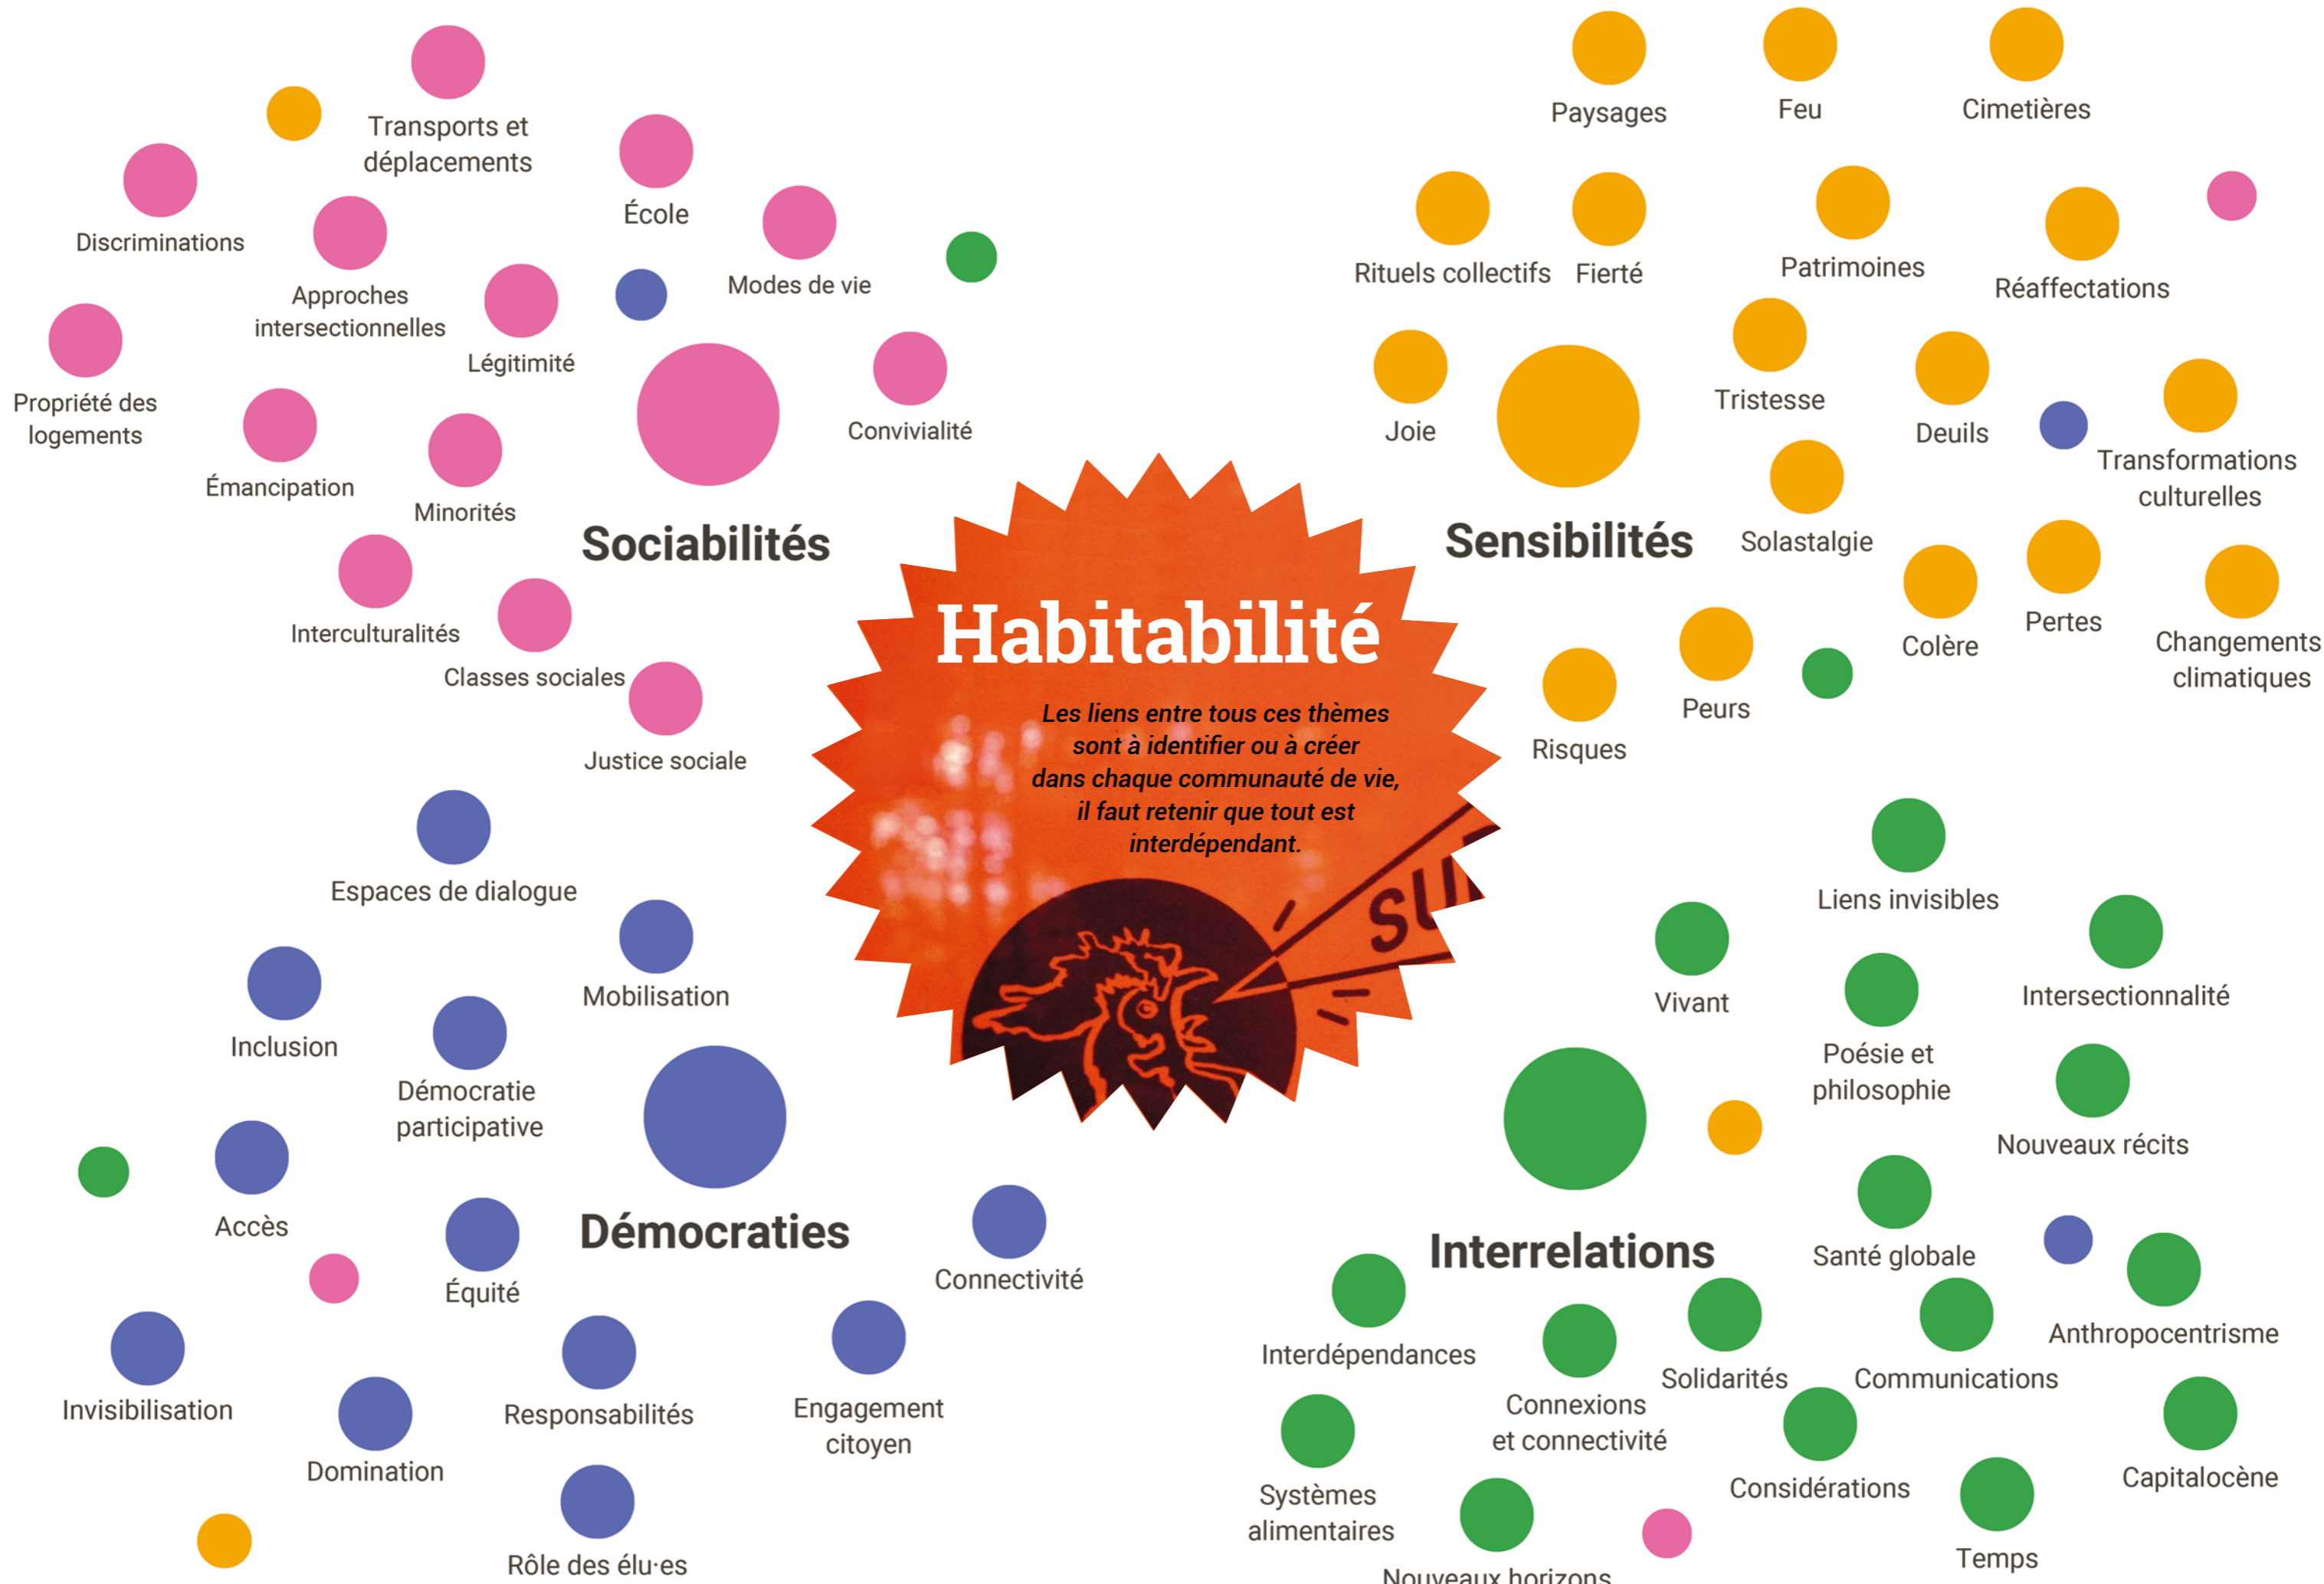 Transports et
déplacements
Discriminations
École
Approches
intersectionnelles
Modes de vie
Légitimité
Propriété des
logements
Convivialité
Émancipation
Minorités
Sociabilités
Interculturalités
Classes sociales
Justice sociale
Paysages
Feu
Cimetières
Rituels collectifs
Fierté
Patrimoines
Réaffectations
Joie
Tristesse
Deuils
Transformations
culturelles
Sensibilités
Solastalgie
Colère
Pertes
Changements
climatiques
Peurs
Risques
Habitabilité
Les liens entre tous ces thèmes
sont à identifier ou à créer
dans chaque communauté de vie,
il faut retenir que tout est
interdépendant.
Espaces de dialogue
Mobilisation
Inclusion
Démocratie
participative
Accès
Démocraties
Équité
Connectivité
Invisibilisation
Responsabilités
Engagement
citoyen
Domination
Rôle des élu·es
Liens invisibles
Vivant
Intersectionnalité
Poésie et
philosophie
Nouveaux récits
Interrelations
Santé globale
Anthropocentrisme
Interdépendances
Solidarités
Communications
Connexions
et connectivité
Capitalocène
Considérations
Systèmes
alimentaires
Temps
Nouveaux horizons